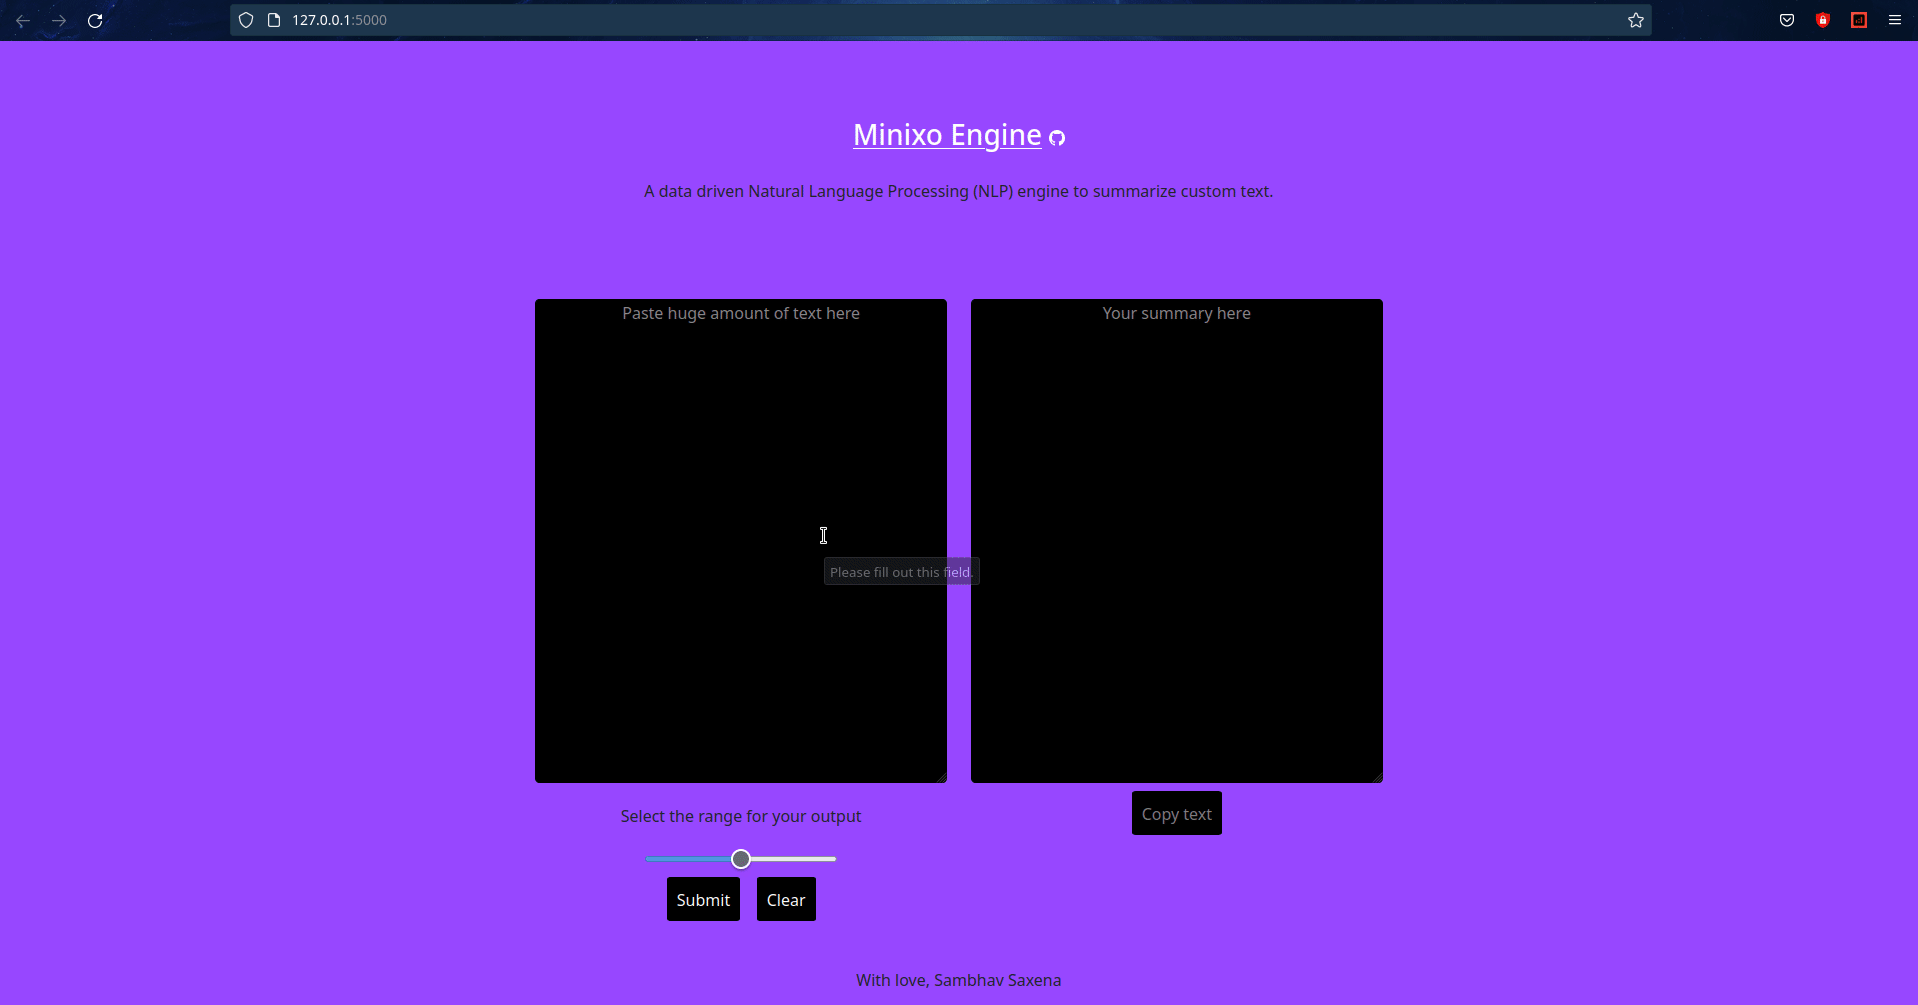 127.0.0.1:5000
Minixo Engine
A data driven Natural Language Processing (NLP) engine to summarize custom text.
Paste huge amount of text here
Your summary here
Please fill out this field.
Select the range for your output
Copy text
Submit
Clear
With love, Sambhav Saxena